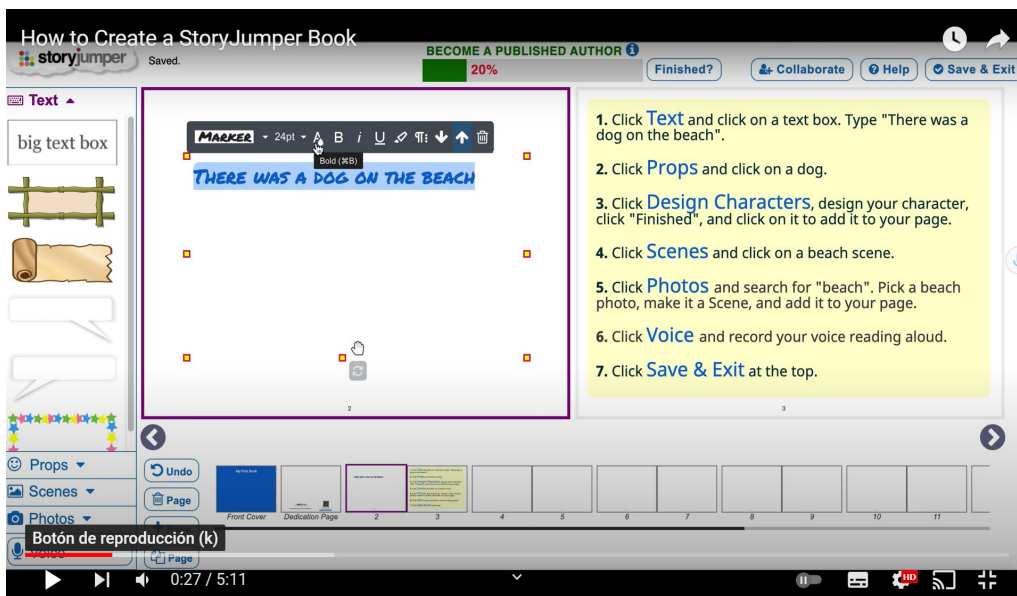 How to Create a StoryJumper Book
storyjumper
Saved.
BECOME A PUBLISHED AUTHOR
20%
Finished?
Collaborate
Help
Save & Exit
Text
big text box
MARKER
24pt
A
B
i
U
Bold (⌘B)
THERE WAS A DOG ON THE BEACH
2
1. Click Text and click on a text box. Type "There was a
dog on the beach".
2. Click Props and click on a dog.
3. Click Design Characters, design your character,
click "Finished", and click on it to add it to your page.
4. Click Scenes and click on a beach scene.
5. Click Photos and search for "beach". Pick a beach
photo, make it a Scene, and add it to your page.
6. Click Voice and record your voice reading aloud.
7. Click Save & Exit at the top.
3
Props
Scenes
Photos
Voice
Undo
Page
Page
My First Book
Front Cover
Dedication Page
2
3
4
5
6
7
8
9
10
11
Botón de reproducción (k)
0:27 / 5:11
HD